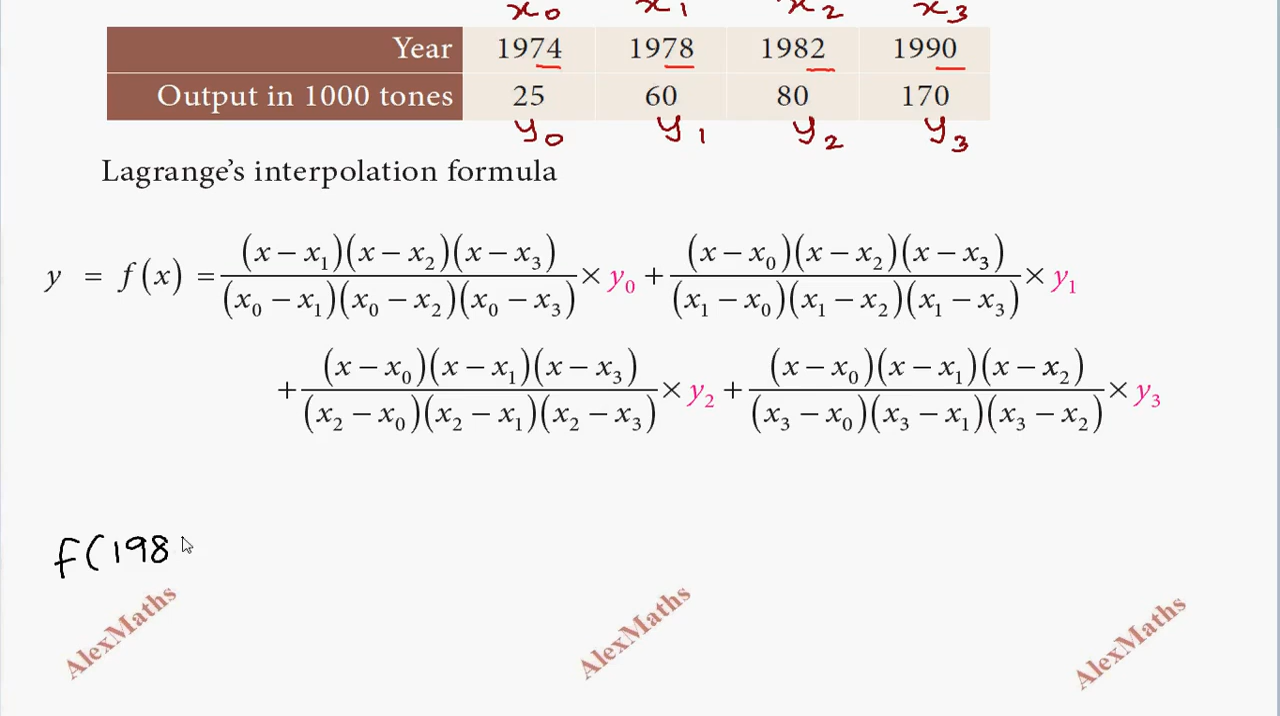 x₀ x₁ x₂ x₃
Year 1974 1978 1982 1990
Output in 1000 tones 25 60 80 170
y₀ y₁ y₂ y₃
Lagrange's interpolation formula
y = f(x) = (x − x₁)(x − x₂)(x − x₃) / (x₀ − x₁)(x₀ − x₂)(x₀ − x₃) × y₀ + (x − x₀)(x − x₂)(x − x₃) / (x₁ − x₀)(x₁ − x₂)(x₁ − x₃) × y₁
+ (x − x₀)(x − x₁)(x − x₃) / (x₂ − x₀)(x₂ − x₁)(x₂ − x₃) × y₂ + (x − x₀)(x − x₁)(x − x₂) / (x₃ − x₀)(x₃ − x₁)(x₃ − x₂) × y₃
f(198
AlexMaths AlexMaths AlexMaths